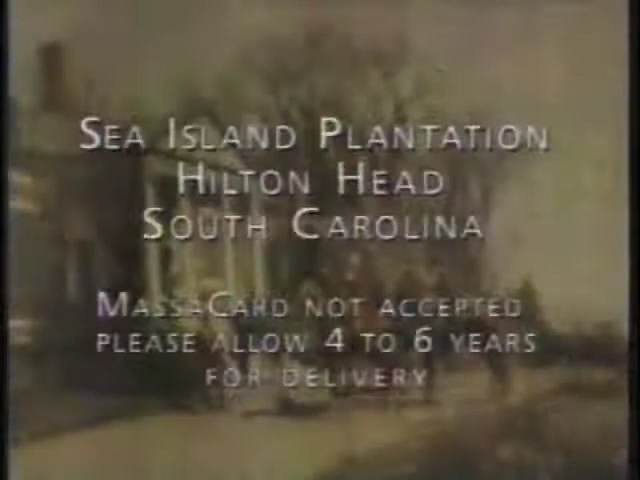 SEA ISLAND PLANTATION
HILTON HEAD
SOUTH CAROLINA
MASSACARD NOT ACCEPTED
PLEASE ALLOW 4 TO 6 YEARS
FOR DELIVERY